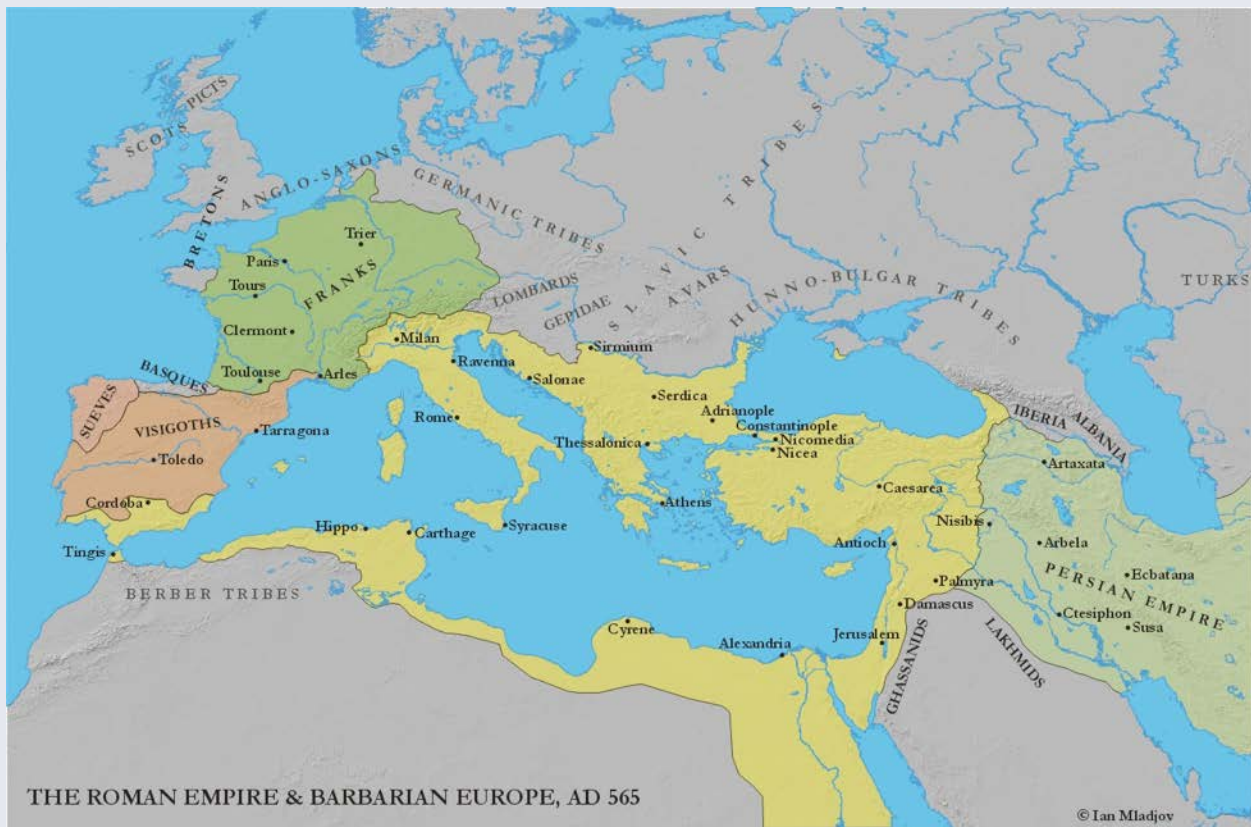 PICTS
SCOTS
ANGLO-SAXONS
BRETONS
GERMANIC TRIBES
SLAVIC TRIBES
Trier
Paris
FRANKS
Tours
LOMBARDS
AVARS
HUNNO-BULGAR TRIBES
TURKS
GEPIDAE
Clermont
Milan
Sirmium
Ravenna
BASQUES
Toulouse
Arles
Salonae
Serdica
SUEVES
VISIGOTHS
Tarragona
Rome
Adrianople
Constantinople
IBERIA
ALBANIA
Thessalonica
Nicomedia
Nicea
Toledo
Artaxata
Caesarea
Cordoba
Athens
Hippo
Carthage
Syracuse
Nisibis
Tingis
Antioch
Arbela
Ecbatana
PERSIAN EMPIRE
BERBER TRIBES
Palmyra
Damascus
Ctesiphon
Susa
Cyrene
Alexandria
Jerusalem
GHASSANIDS
LAKHMIDS
THE ROMAN EMPIRE & BARBARIAN EUROPE, AD 565
© Ian Mladjov